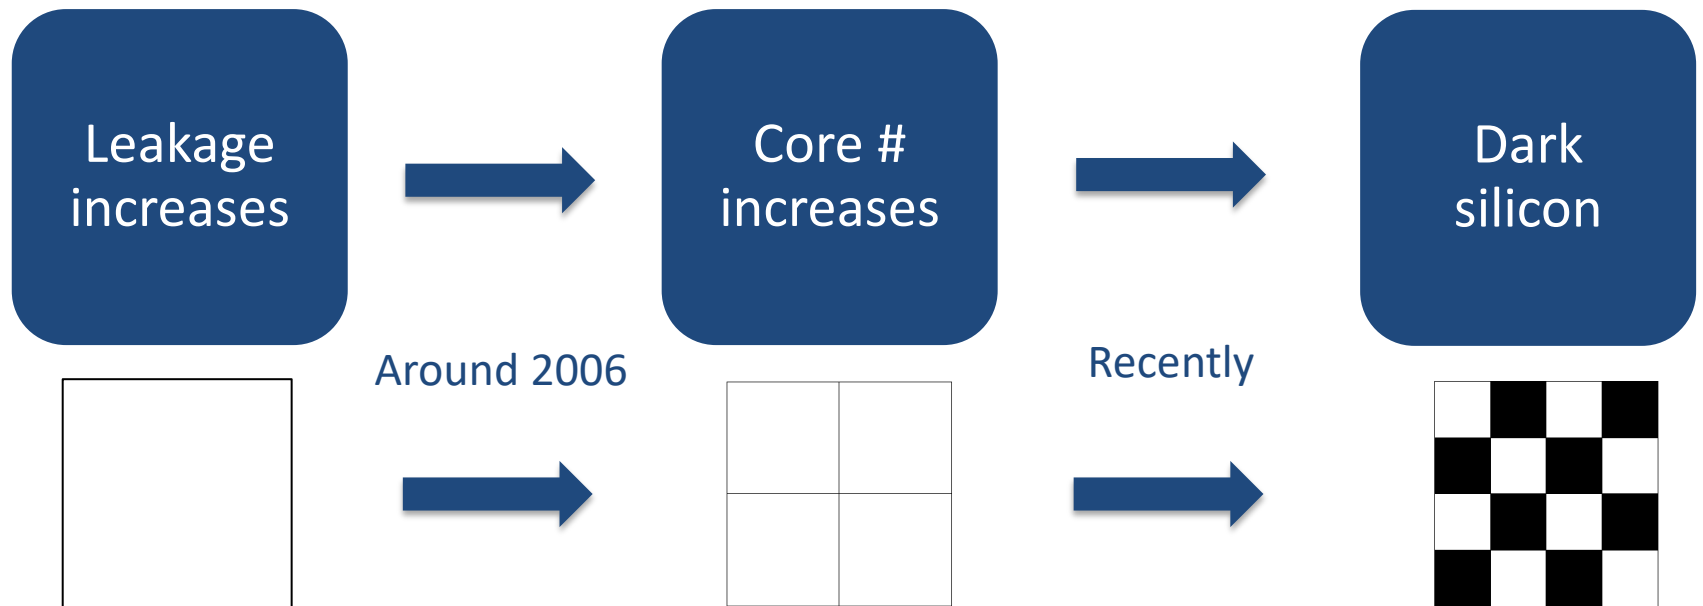 Leakage
increases
Core #
increases
Dark
silicon
Around 2006
Recently